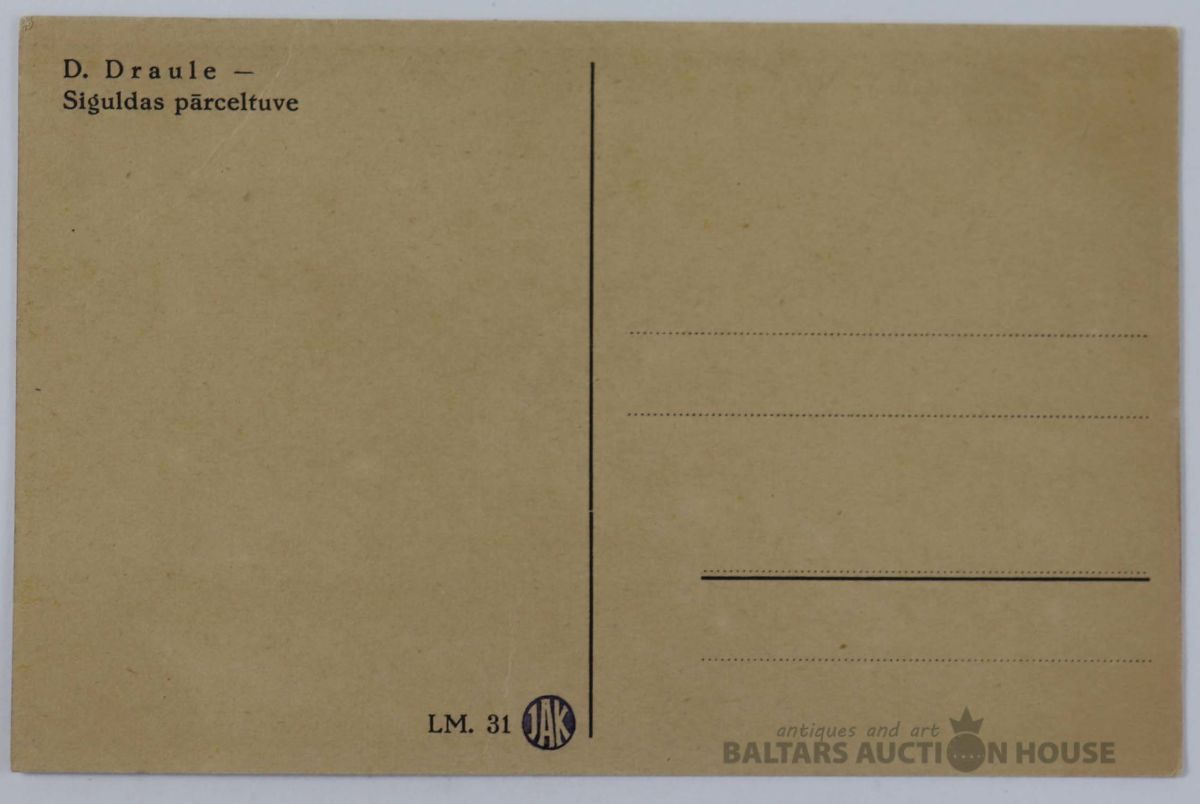 D. Draule —
Siguldas pārceltuve
LM. 31 JAK
antiques and art
BALTARS AUCTION HOUSE